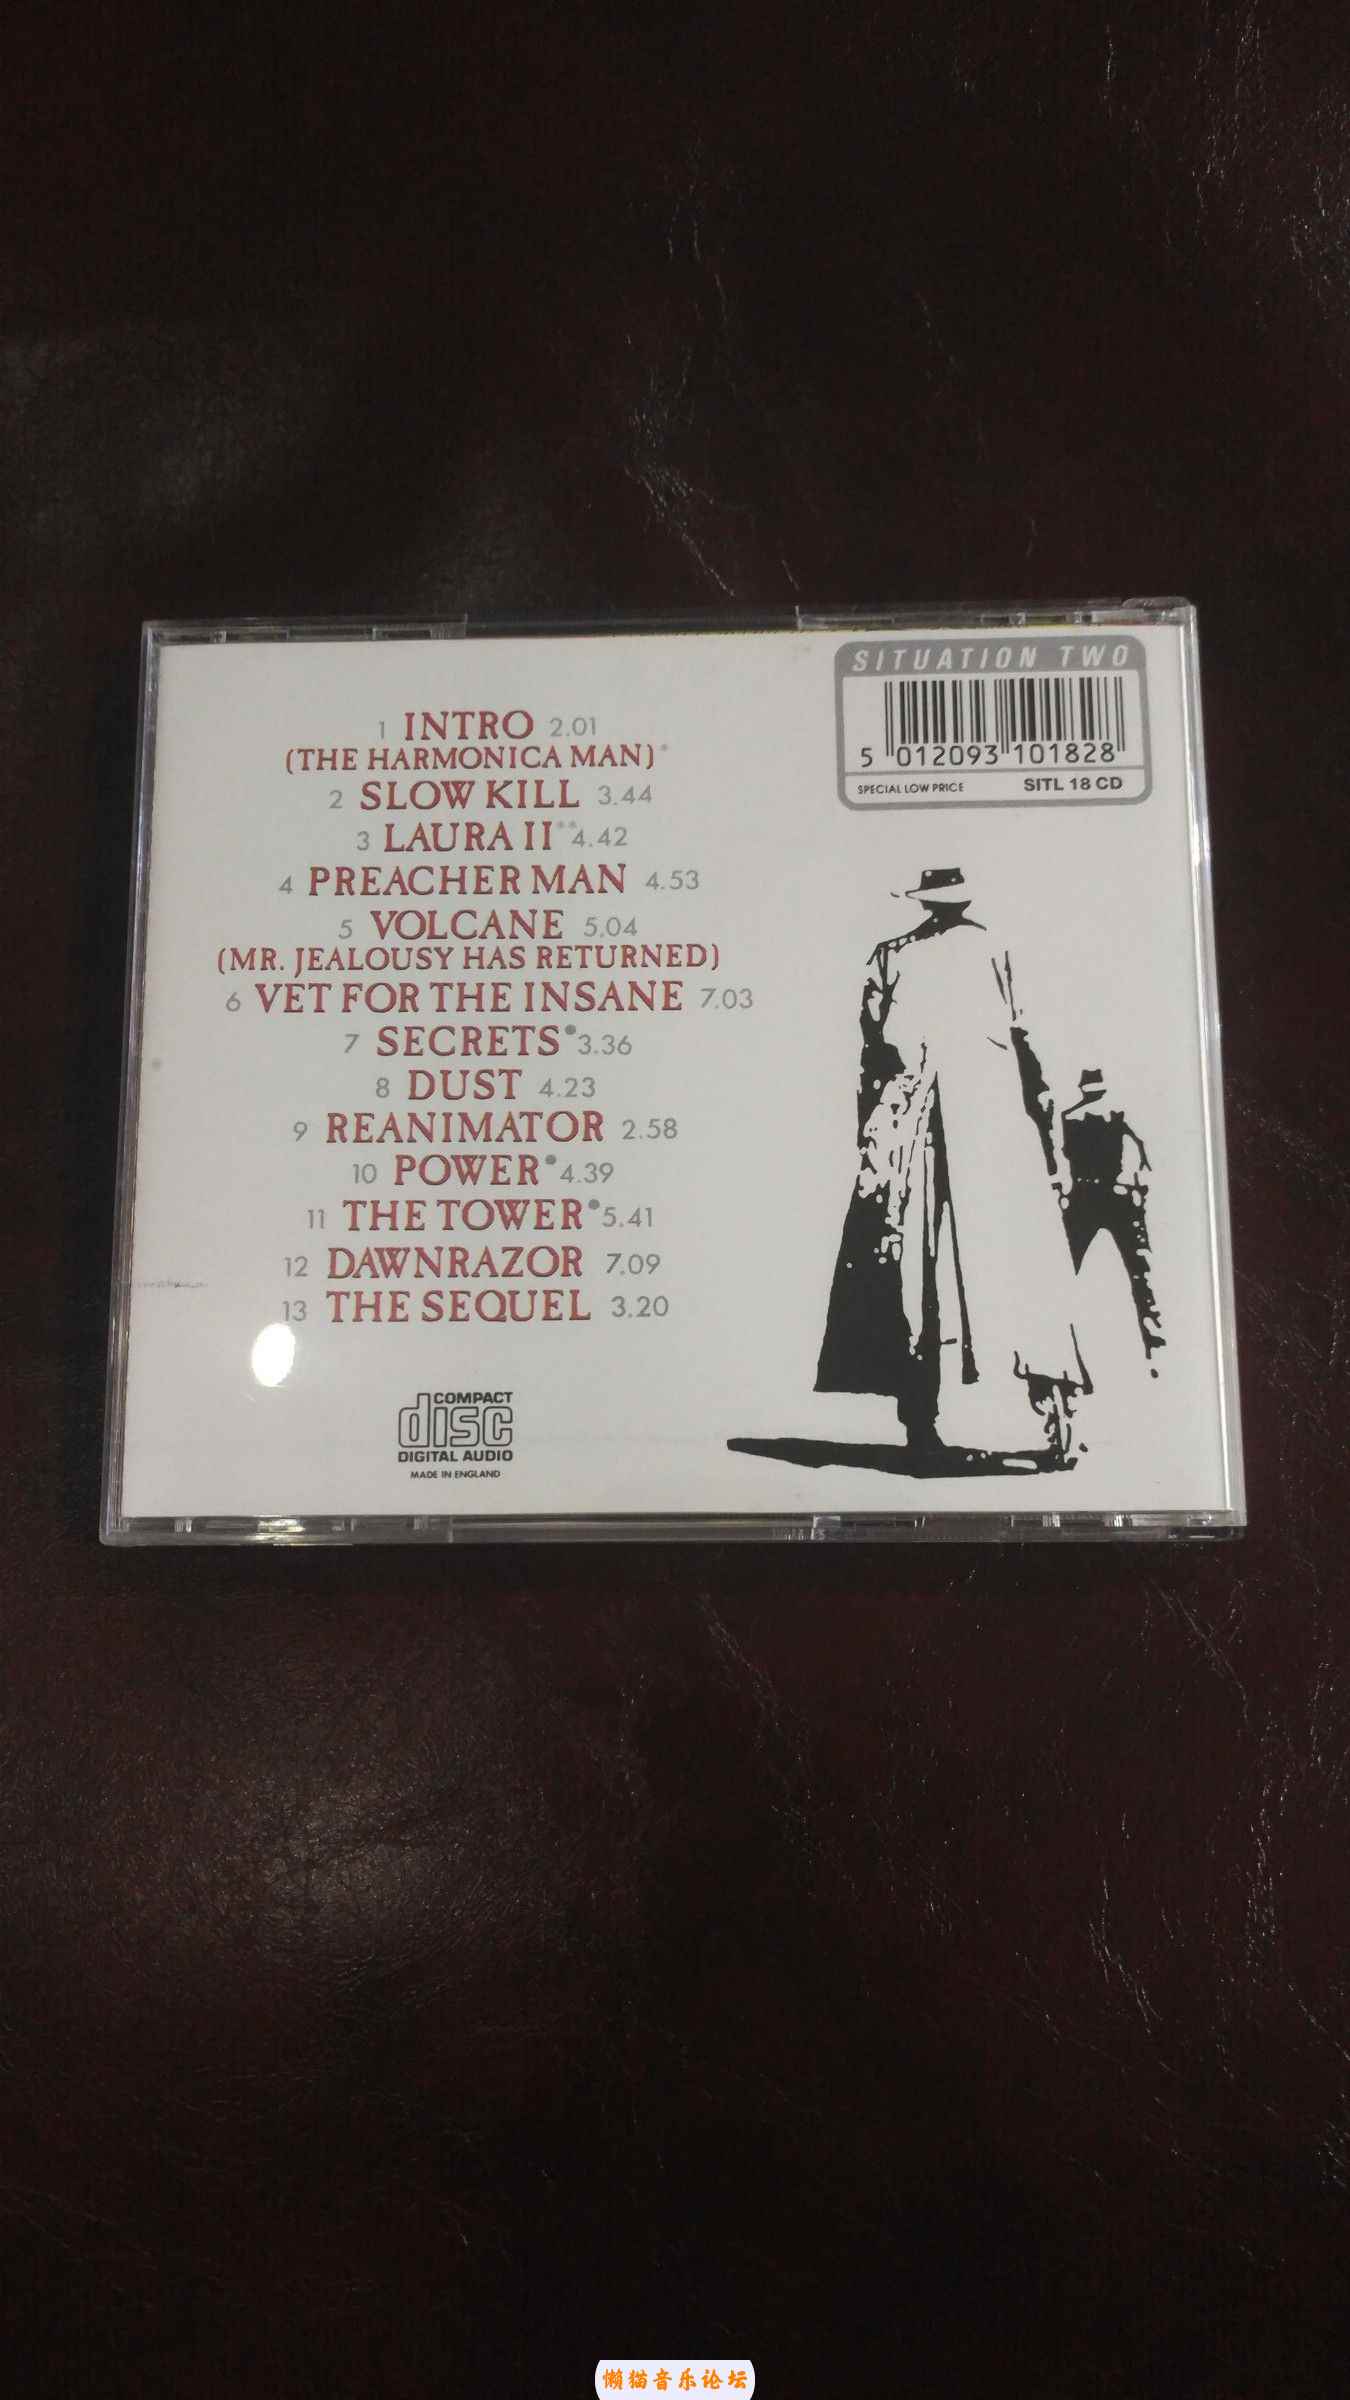 SITUATION TWO
5 012093 101828
SPECIAL LOW PRICE SITL 18 CD
1 INTRO 2.01
(THE HARMONICA MAN)•
2 SLOW KILL 3.44
3 LAURA II •• 4.42
4 PREACHER MAN 4.53
5 VOLCANE 5.04
(MR. JEALOUSY HAS RETURNED)
6 VET FOR THE INSANE 7.03
7 SECRETS• 3.36
8 DUST 4.23
9 REANIMATOR 2.58
10 POWER• 4.39
11 THE TOWER• 5.41
12 DAWNRAZOR 7.09
13 THE SEQUEL 3.20
COMPACT
disc
DIGITAL AUDIO
MADE IN ENGLAND
懒猫音乐论坛